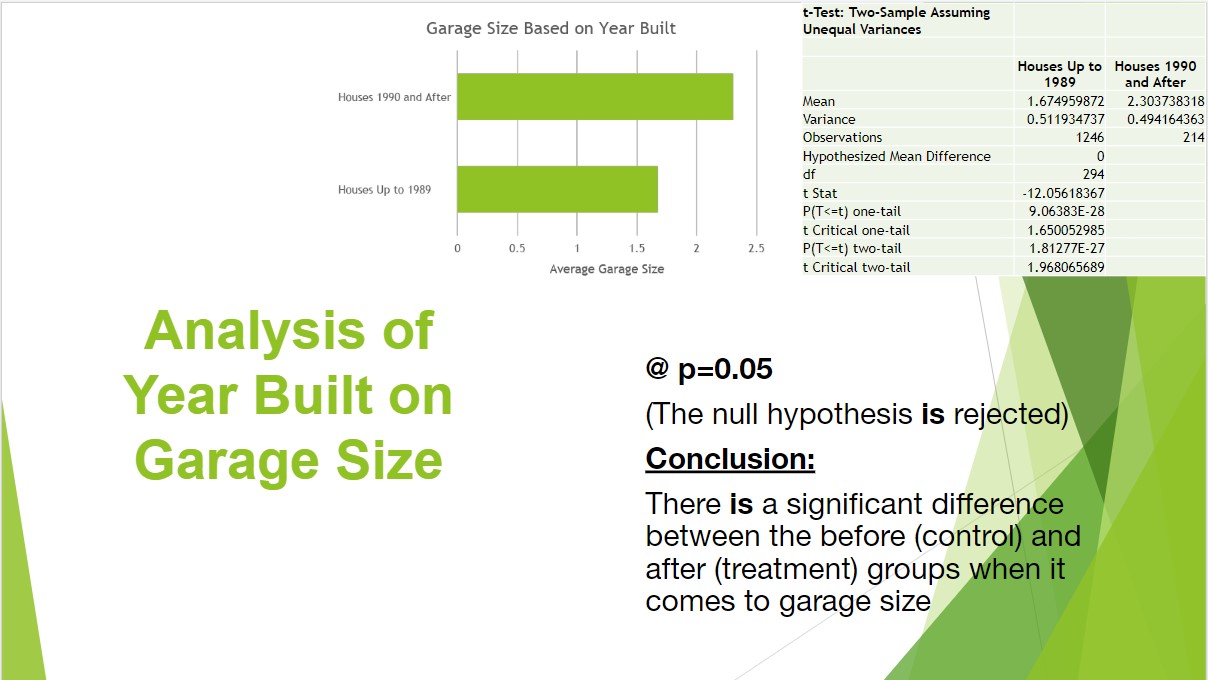 Garage Size Based on Year Built
Houses 1990 and After
Houses Up to 1989
0 0.5 1 1.5 2 2.5
Average Garage Size
t-Test: Two-Sample Assuming
Unequal Variances
Houses Up to 1989 Houses 1990 and After
Mean 1.674959872 2.303738318
Variance 0.511934737 0.494164363
Observations 1246 214
Hypothesized Mean Difference 0
df 294
t Stat -12.05618367
P(T<=t) one-tail 9.06383E-28
t Critical one-tail 1.650052985
P(T<=t) two-tail 1.81277E-27
t Critical two-tail 1.968065689
Analysis of
Year Built on
Garage Size
@ p=0.05
(The null hypothesis is rejected)
Conclusion:
There is a significant difference
between the before (control) and
after (treatment) groups when it
comes to garage size